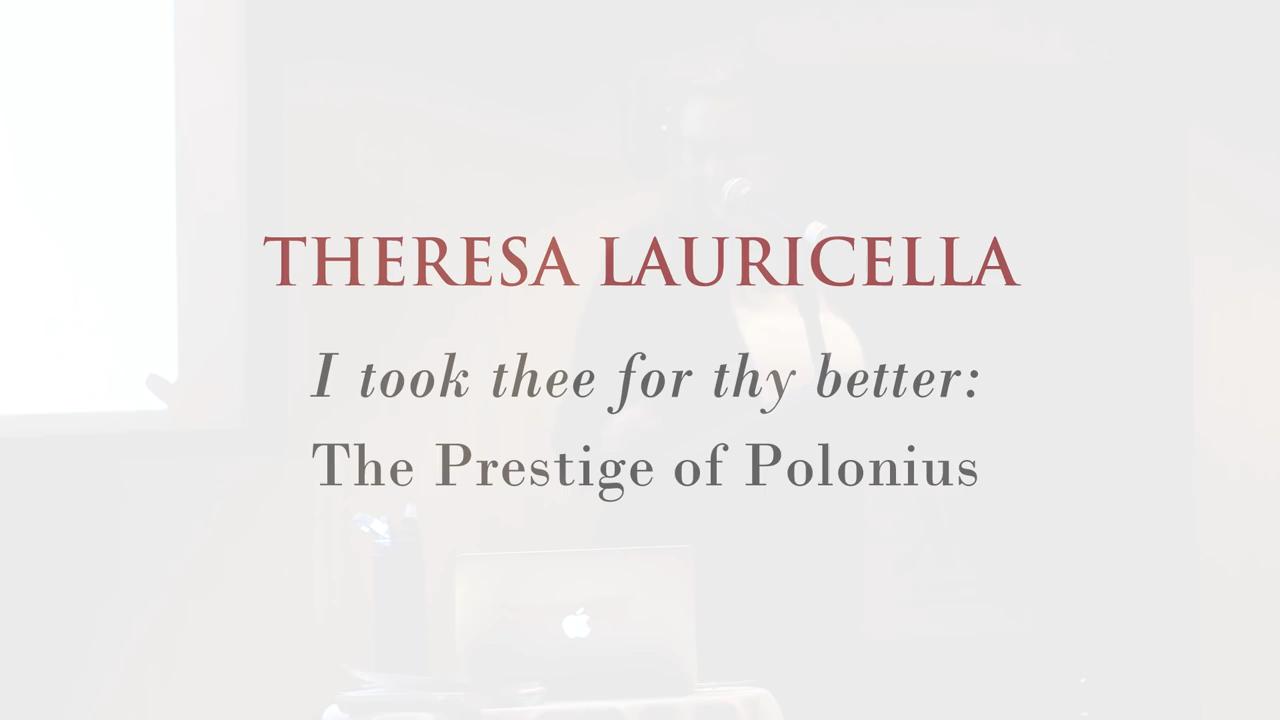 THERESA LAURICELLA
I took thee for thy better:
The Prestige of Polonius